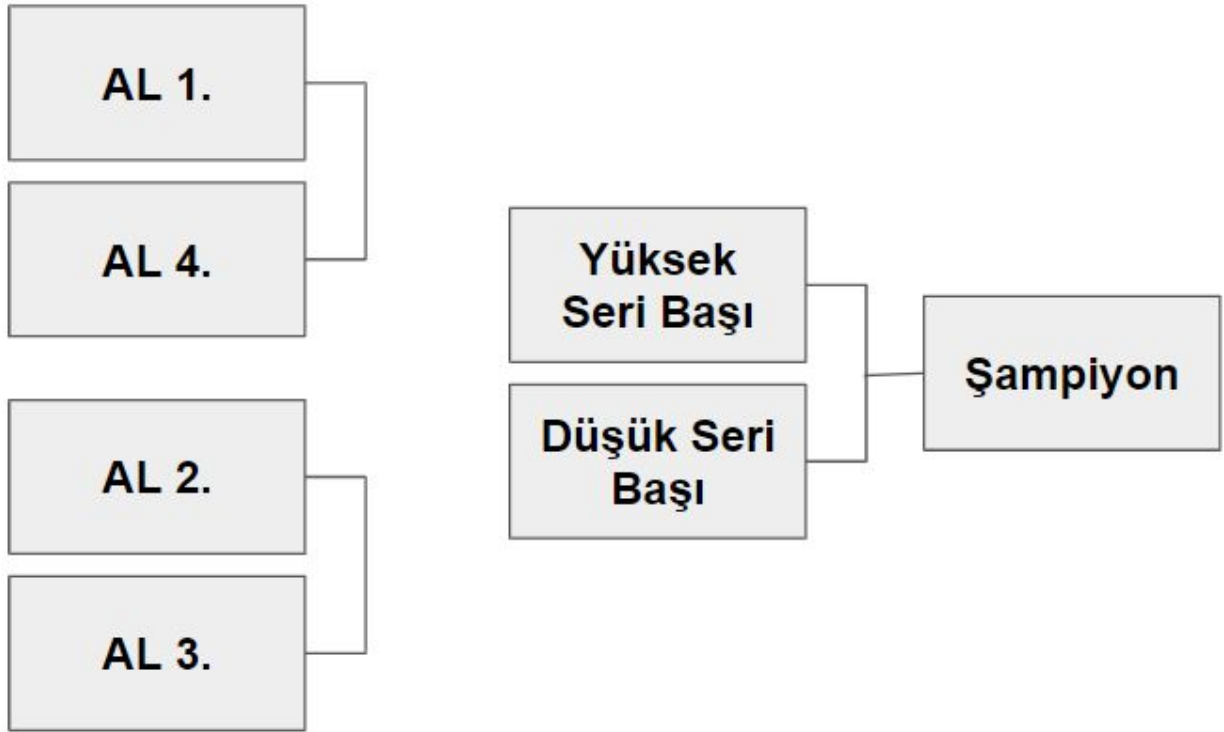 AL 1.
AL 4.
AL 2.
AL 3.
Yüksek
Seri Başı
Düşük Seri
Başı
Şampiyon